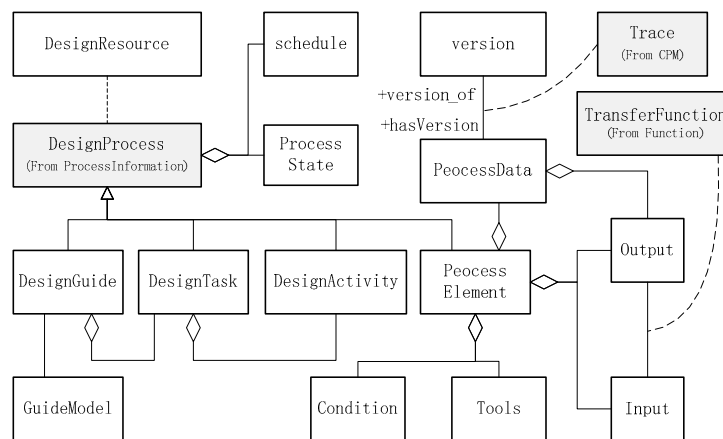 DesignResource
schedule
version
Trace
(From CPM)
+version_of
+hasVersion
TransferFunction
(From Function)
DesignProcess
(From ProcessInformation)
Process
State
PeocessData
Output
DesignGuide
DesignTask
DesignActivity
Peocess
Element
GuideModel
Condition
Tools
Input